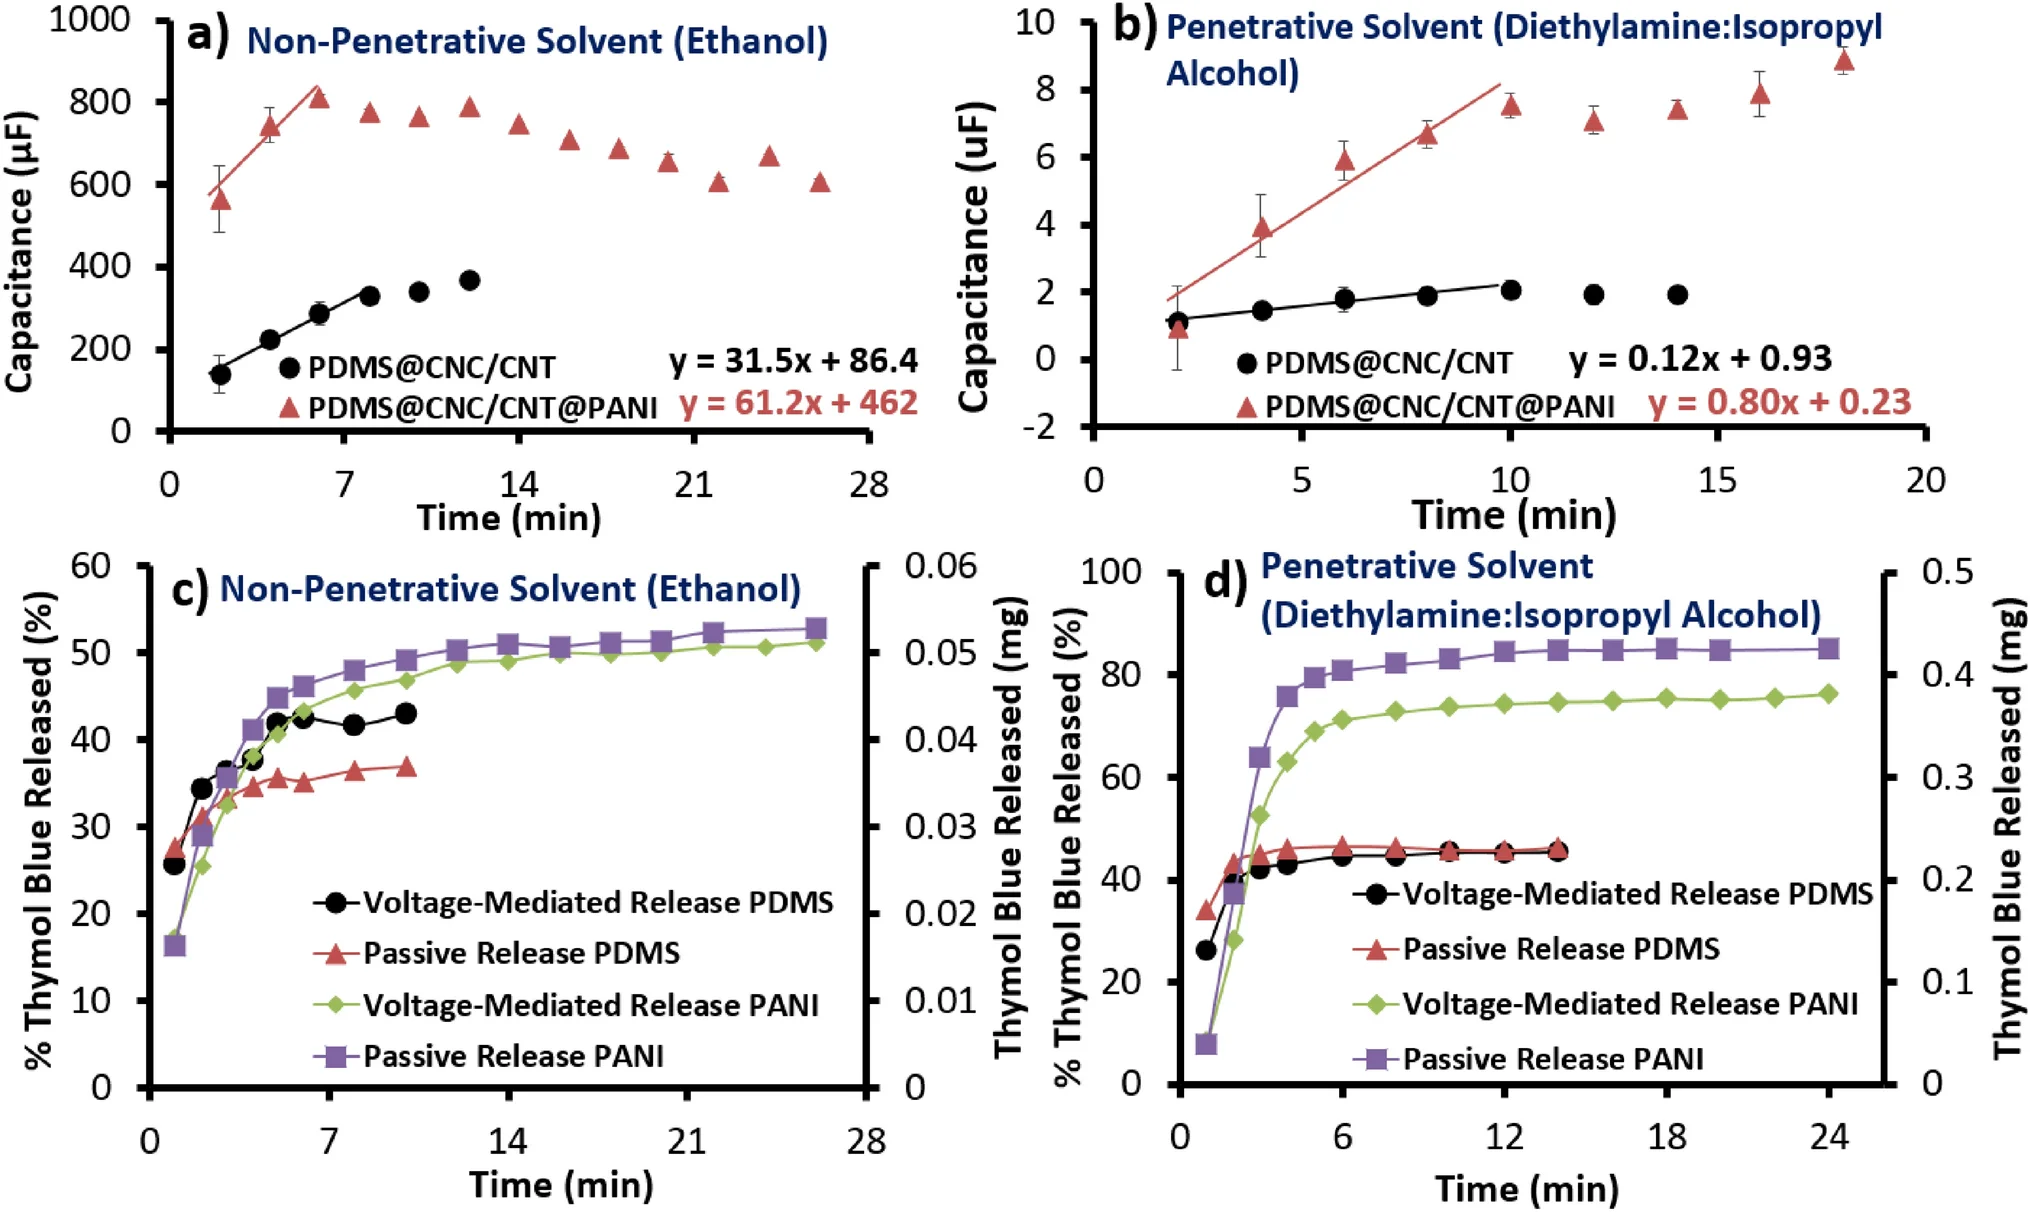 a) Non-Penetrative Solvent (Ethanol)
1000
800
600
400
200
0
Capacitance (µF)
PDMS@CNC/CNT y = 31.5x + 86.4
PDMS@CNC/CNT@PANI y = 61.2x + 462
0 7 14 21 28
Time (min)
b) Penetrative Solvent (Diethylamine:Isopropyl
Alcohol)
10
8
6
4
2
0
-2
Capacitance (uF)
PDMS@CNC/CNT y = 0.12x + 0.93
PDMS@CNC/CNT@PANI y = 0.80x + 0.23
0 5 10 15 20
Time (min)
c) Non-Penetrative Solvent (Ethanol)
60
50
40
30
20
10
0
% Thymol Blue Released (%)
0.06
0.05
0.04
0.03
0.02
0.01
0
Thymol Blue Released (mg)
Voltage-Mediated Release PDMS
Passive Release PDMS
Voltage-Mediated Release PANI
Passive Release PANI
0 7 14 21 28
Time (min)
d) Penetrative Solvent
(Diethylamine:Isopropyl Alcohol)
100
80
60
40
20
0
% Thymol Blue Released (%)
0.5
0.4
0.3
0.2
0.1
0
Thymol Blue Released (mg)
Voltage-Mediated Release PDMS
Passive Release PDMS
Voltage-Mediated Release PANI
Passive Release PANI
0 6 12 18 24
Time (min)